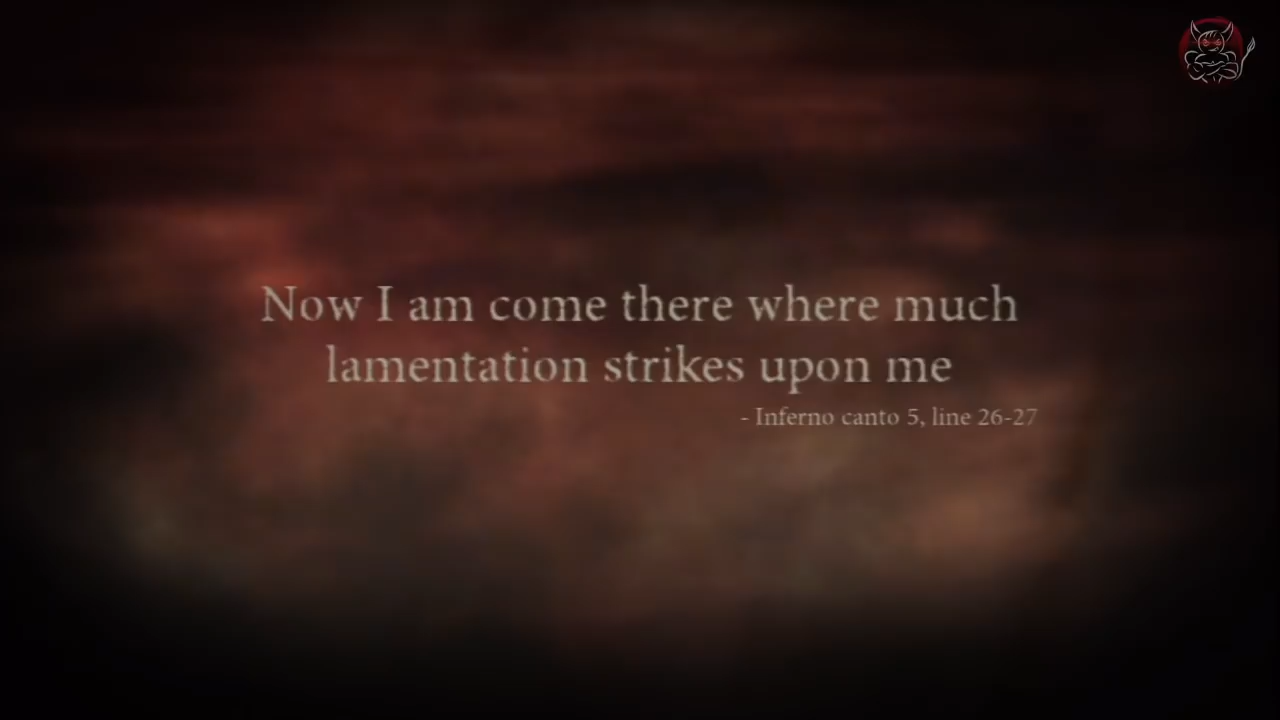 Now I am come there where much
lamentation strikes upon me
- Inferno canto 5, line 26-27